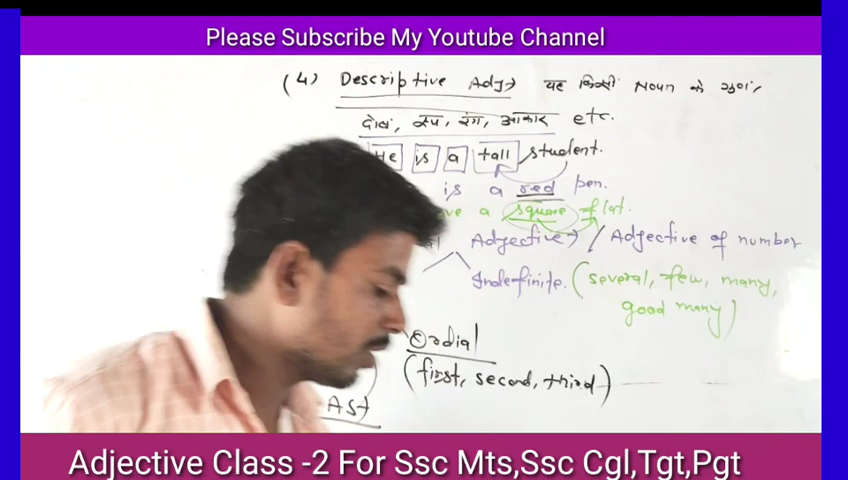 Please Subscribe My Youtube Channel
(4) Descriptive Adj→ यह किसी Noun के गुण,
दोष, रूप, रंग, आकार etc.
He is a tall student.
is a red pen.
ve a square flat.
Adjective→ / Adjective of number
Indefinite. (several, few, many,
good many)
Ordial
(first, second, third)
Adjective Class -2 For Ssc Mts,Ssc Cgl,Tgt,Pgt